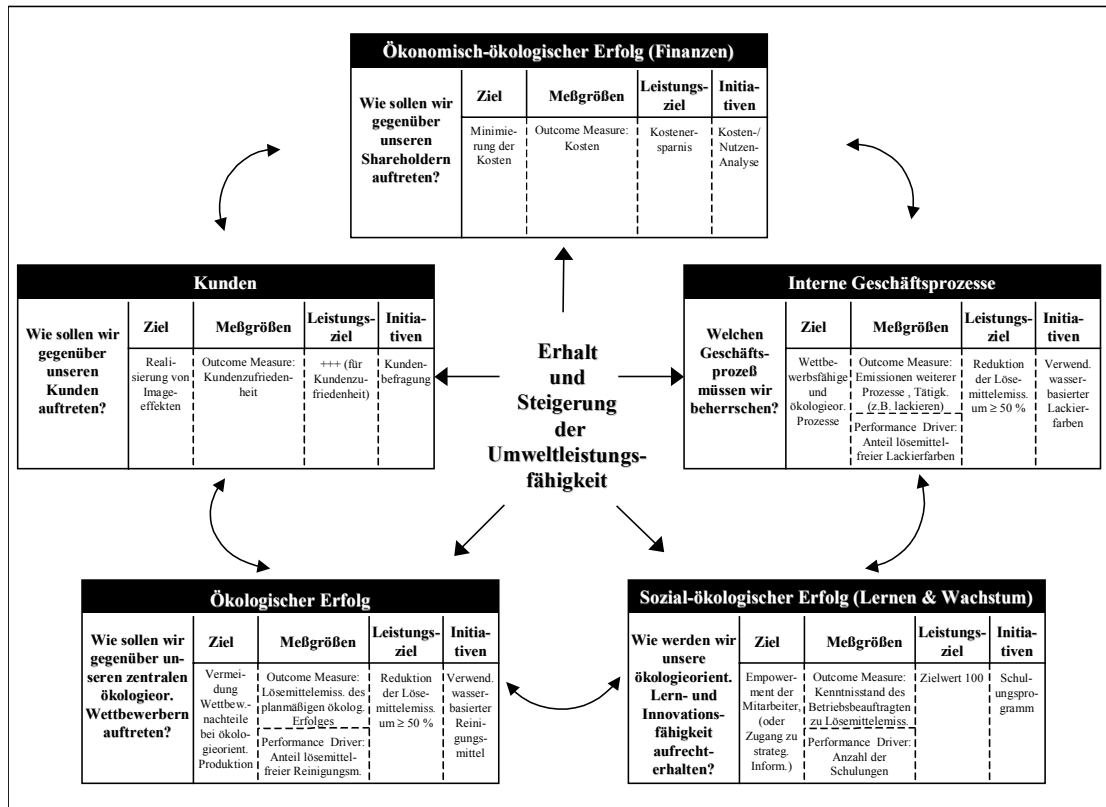 Ökonomisch-ökologischer Erfolg (Finanzen)
Wie sollen wir
gegenüber
unseren
Shareholdern
auftreten?
Ziel
Minimie-
rung der
Kosten
Meßgrößen
Outcome Measure:
Kosten
Leistungs-
ziel
Kostener-
sparnis
Initia-
tiven
Kosten-/
Nutzen-
Analyse
Kunden
Wie sollen wir
gegenüber
unseren
Kunden
auftreten?
Ziel
Reali-
sierung von
Image-
effekten
Meßgrößen
Outcome Measure:
Kundenzufrieden-
heit
Leistungs-
ziel
+++ (für
Kundenzu-
friedenheit)
Initia-
tiven
Kunden-
befragung
Erhalt
und
Steigerung
der
Umweltleistungs-
fähigkeit
Interne Geschäftsprozesse
Welchen
Geschäfts-
prozeß
müssen wir
beherrschen?
Ziel
Wettbe-
werbsfähige
und
ökologieor.
Prozesse
Meßgrößen
Outcome Measure:
Emissionen weiterer
Prozesse , Tätigk.
(z.B. lackieren)
Performance Driver:
Anteil lösemittel-
freier Lackierfarben
Leistungs-
ziel
Reduktion
der Löse-
mittelemiss.
um ≥ 50 %
Initia-
tiven
Verwend.
wasser-
basierter
Lackier-
farben
Ökologischer Erfolg
Wie sollen wir
gegenüber un-
seren zentralen
ökologieor.
Wettbewerbern
auftreten?
Ziel
Vermei-
dung
Wettbew.-
nachteile
bei ökolo-
gieorient.
Produktion
Meßgrößen
Outcome Measure:
Lösemittelemiss. des
planmäßigen ökolog.
Erfolges
Performance Driver:
Anteil lösemittel-
freier Reinigungsm.
Leistungs-
ziel
Reduktion
der Löse-
mittelemiss.
um ≥ 50 %
Initia-
tiven
Verwend.
wasser-
basierter
Reini-
gungs-
mittel
Sozial-ökologischer Erfolg (Lernen & Wachstum)
Wie werden wir
unsere
ökologieorient.
Lern- und
Innovations-
fähigkeit
aufrecht-
erhalten?
Ziel
Empower-
ment der
Mitarbeiter,
(oder
Zugang zu
strateg.
Inform.)
Meßgrößen
Outcome Measure:
Kenntnisstand des
Betriebsbeauftragten
zu Lösemittelemiss.
Performance Driver:
Anzahl der
Schulungen
Leistungs-
ziel
Zielwert 100
Initia-
tiven
Schul-
ungspro-
gramm